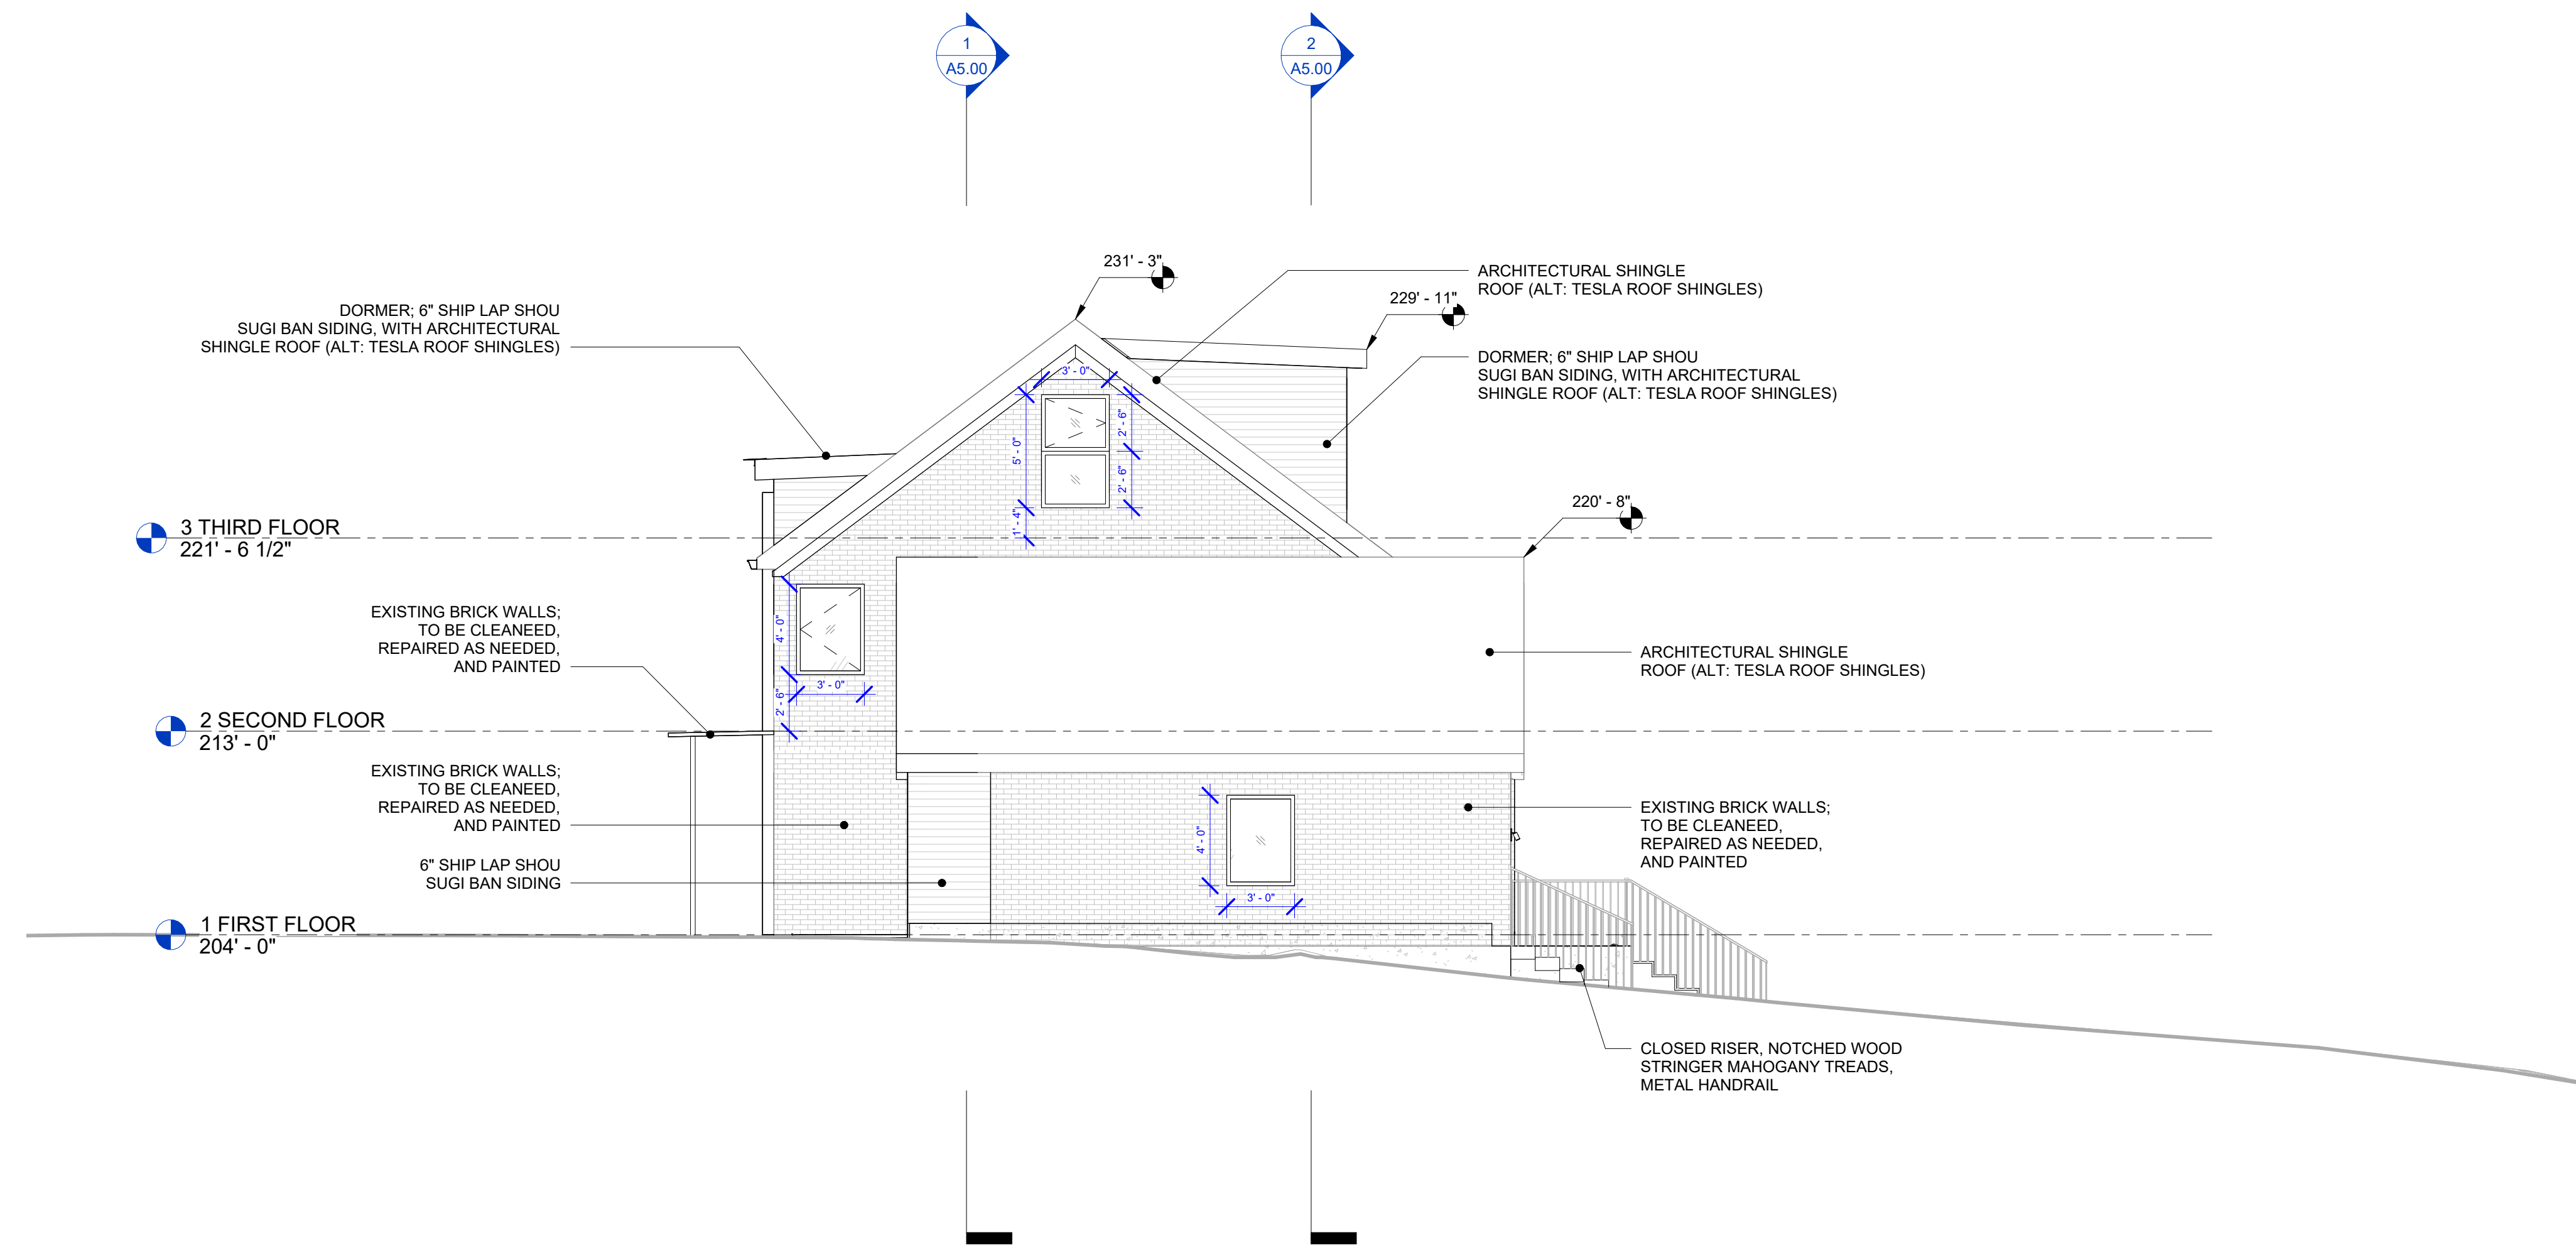 1
A5.00
2
A5.00
231' - 3"
ARCHITECTURAL SHINGLE
ROOF (ALT: TESLA ROOF SHINGLES)
229' - 11"
DORMER; 6" SHIP LAP SHOU
SUGI BAN SIDING, WITH ARCHITECTURAL
SHINGLE ROOF (ALT: TESLA ROOF SHINGLES)
DORMER; 6" SHIP LAP SHOU
SUGI BAN SIDING, WITH ARCHITECTURAL
SHINGLE ROOF (ALT: TESLA ROOF SHINGLES)
3' - 0"
5' - 0"
2' - 6"
2' - 6"
1' - 4"
220' - 8"
3 THIRD FLOOR
221' - 6 1/2"
EXISTING BRICK WALLS;
TO BE CLEANEED,
REPAIRED AS NEEDED,
AND PAINTED
4' - 0"
3' - 0"
2' - 6"
ARCHITECTURAL SHINGLE
ROOF (ALT: TESLA ROOF SHINGLES)
2 SECOND FLOOR
213' - 0"
EXISTING BRICK WALLS;
TO BE CLEANEED,
REPAIRED AS NEEDED,
AND PAINTED
4' - 0"
3' - 0"
EXISTING BRICK WALLS;
TO BE CLEANEED,
REPAIRED AS NEEDED,
AND PAINTED
6" SHIP LAP SHOU
SUGI BAN SIDING
1 FIRST FLOOR
204' - 0"
CLOSED RISER, NOTCHED WOOD
STRINGER MAHOGANY TREADS,
METAL HANDRAIL